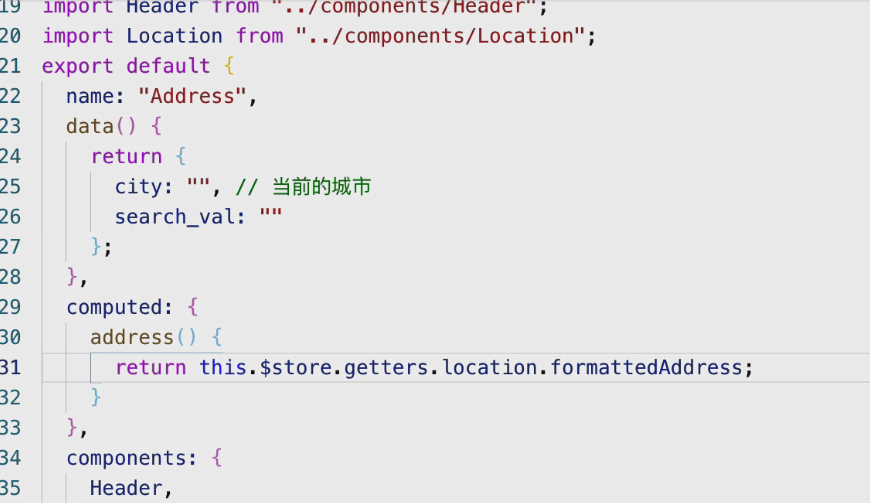 19 import Header from "../components/Header";
20 import Location from "../components/Location";
21 export default {
22 name: "Address",
23 data() {
24 return {
25 city: "", // 当前的城市
26 search_val: ""
27 };
28 },
29 computed: {
30 address() {
31 return this.$store.getters.location.formattedAddress;
32 }
33 },
34 components: {
35 Header,